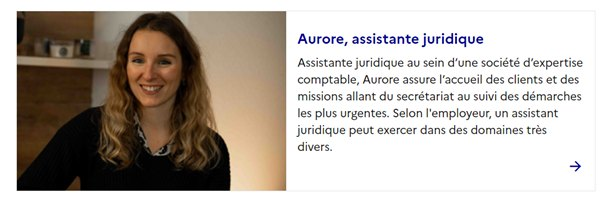 Aurore, assistante juridique
Assistante juridique au sein d’une société d’expertise
comptable, Aurore assure l’accueil des clients et des
missions allant du secrétariat au suivi des démarches
les plus urgentes. Selon l'employeur, un assistant
juridique peut exercer dans des domaines très
divers.